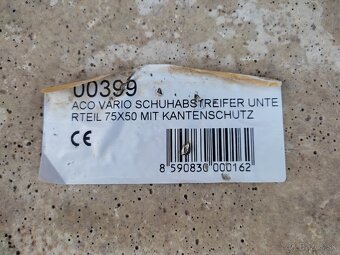 00399
ACO VARIO SCHUHABSTREIFER UNTE
RTEIL 75X50 MIT KANTENSCHUTZ
CE
8 590830 000162